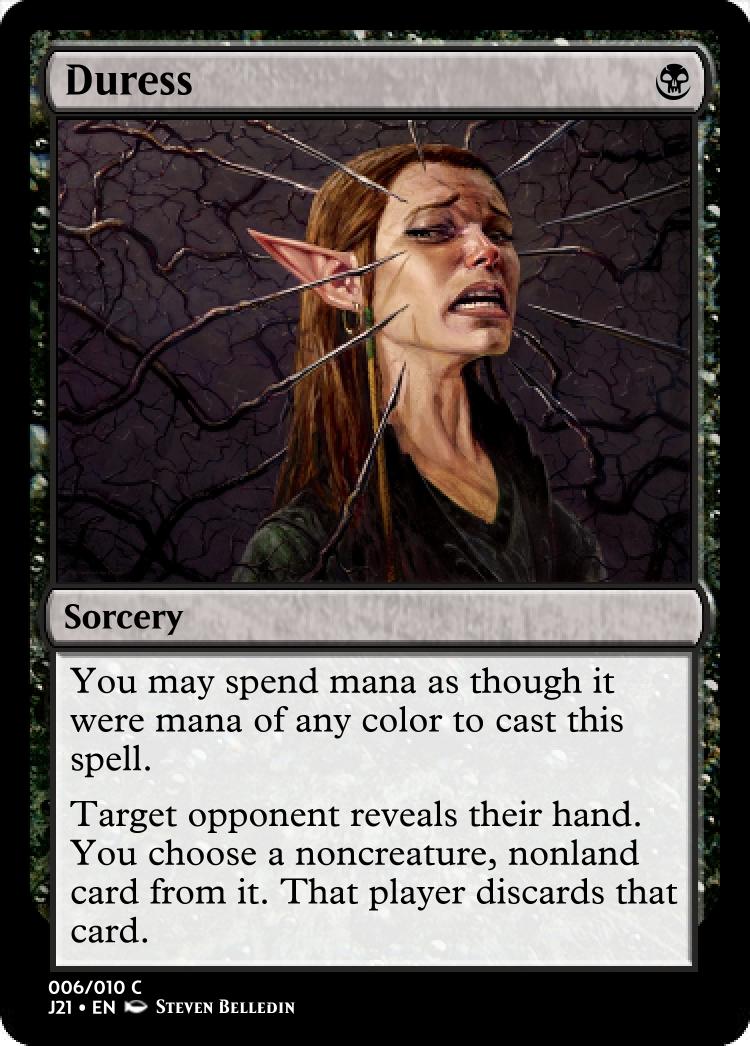 Duress
Sorcery
You may spend mana as though it
were mana of any color to cast this
spell.
Target opponent reveals their hand.
You choose a noncreature, nonland
card from it. That player discards that
card.
006/010 C
J21 • EN Steven Belledin